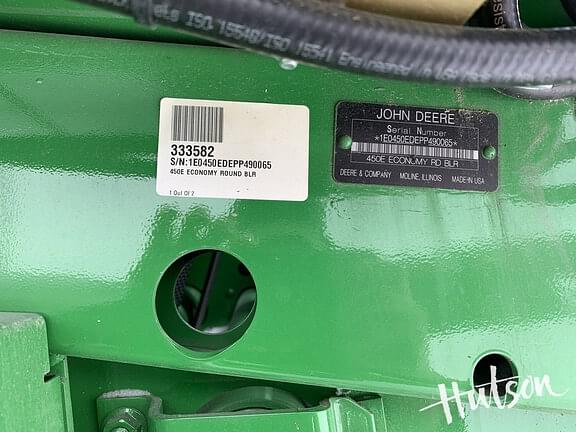 ISO 15540/ISO 15541
333582
S/N:1E0450EDEPP490065
450E ECONOMY ROUND BLR
1 Out Of 2
JOHN DEERE
Serial Number
*1E0450EDEPP490065*
450E ECONOMY RD BLR
DEERE & COMPANY MOLINE, ILLINOIS MADE IN USA
Hutson